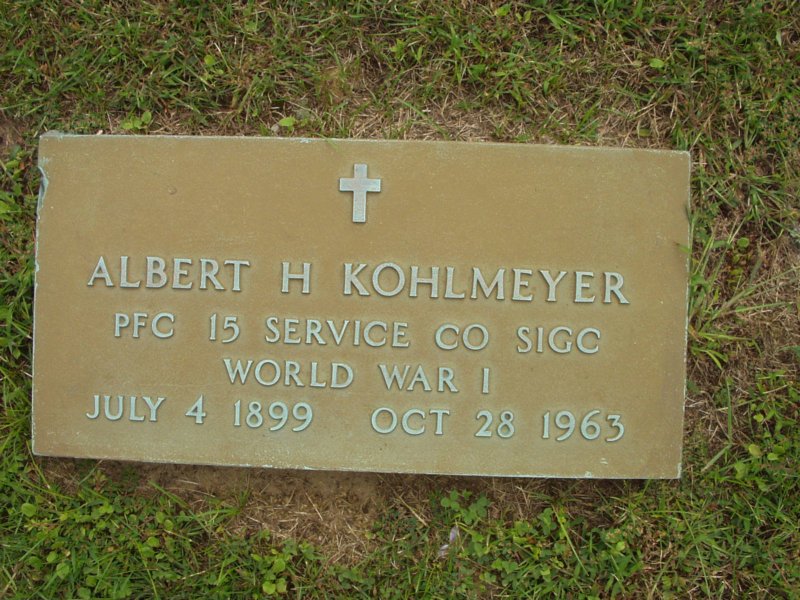 ALBERT H KOHLMEYER
PFC 15 SERVICE CO SIGC
WORLD WAR I
JULY 4 1899 OCT 28 1963